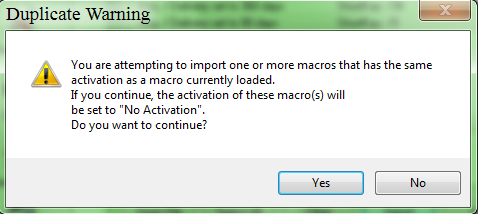 Duplicate Warning
You are attempting to import one or more macros that has the same
activation as a macro currently loaded.
If you continue, the activation of these macro(s) will
be set to "No Activation".
Do you want to continue?
Yes No